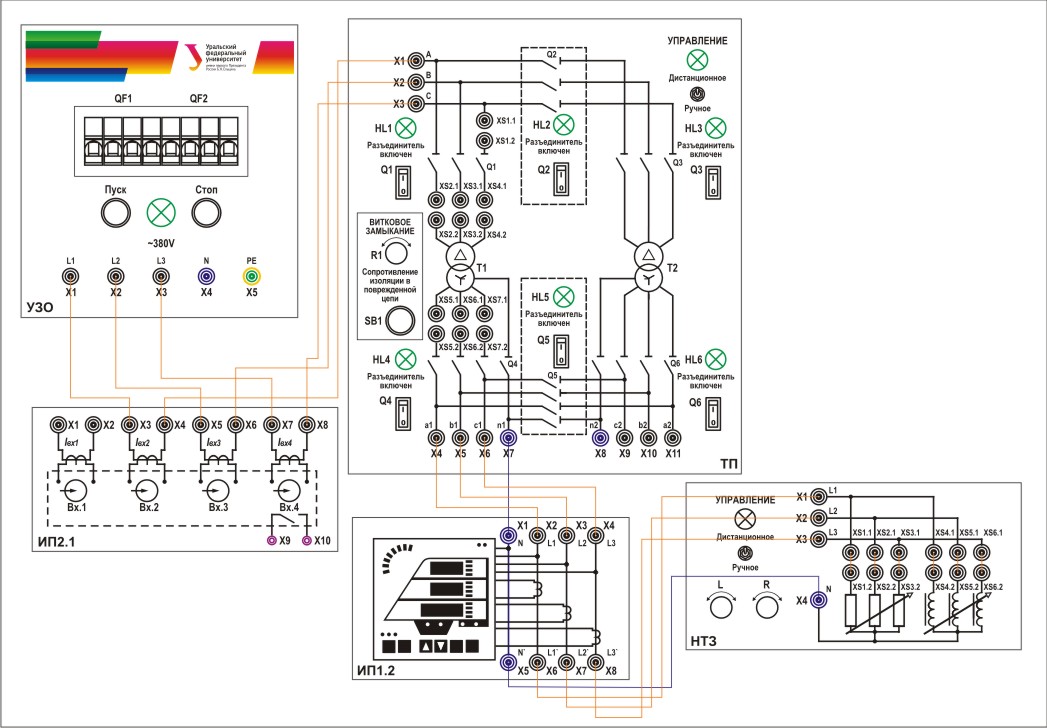 Уральский
федеральный
университет
имени первого Президента
России Б.Н.Ельцина
QF1 QF2
Пуск Стоп
~380V
L1 L2 L3 N PE
X1 X2 X3 X4 X5
УЗО
X1 X2 X3 X4 X5 X6 X7 X8
Iвх1 Iвх2 Iвх3 Iвх4
Вх.1 Вх.2 Вх.3 Вх.4
X9 X10
ИП2.1
X1 A
X2 B
X3 C
Q2
УПРАВЛЕНИЕ
Дистанционное
Ручное
XS1.1
XS1.2
HL1
Разъединитель
включен
Q1
Q1
HL2
Разъединитель
включен
Q2
HL3
Разъединитель
включен
Q3
Q3
XS2.1 XS3.1 XS4.1
XS2.2 XS3.2 XS4.2
ВИТКОВОЕ
ЗАМЫКАНИЕ
R1
Сопротивление
изоляции в
поврежденной
цепи
SB1
T1
T2
XS5.1 XS6.1 XS7.1
XS5.2 XS6.2 XS7.2
HL5
Разъединитель
включен
Q5
Q5
HL4
Разъединитель
включен
Q4
Q4
HL6
Разъединитель
включен
Q6
Q6
a1 b1 c1 n1 n2 c2 b2 a2
X4 X5 X6 X7 X8 X9 X10 X11
ТП
X1 X2 X3 X4
N L1 L2 L3
N` L1` L2` L3`
X5 X6 X7 X8
ИП1.2
УПРАВЛЕНИЕ
Дистанционное
Ручное
L R
X1 L1
X2 L2
X3 L3
X4 N
XS1.1 XS2.1 XS3.1 XS4.1 XS5.1 XS6.1
XS1.2 XS2.2 XS3.2 XS4.2 XS5.2 XS6.2
НТЗ